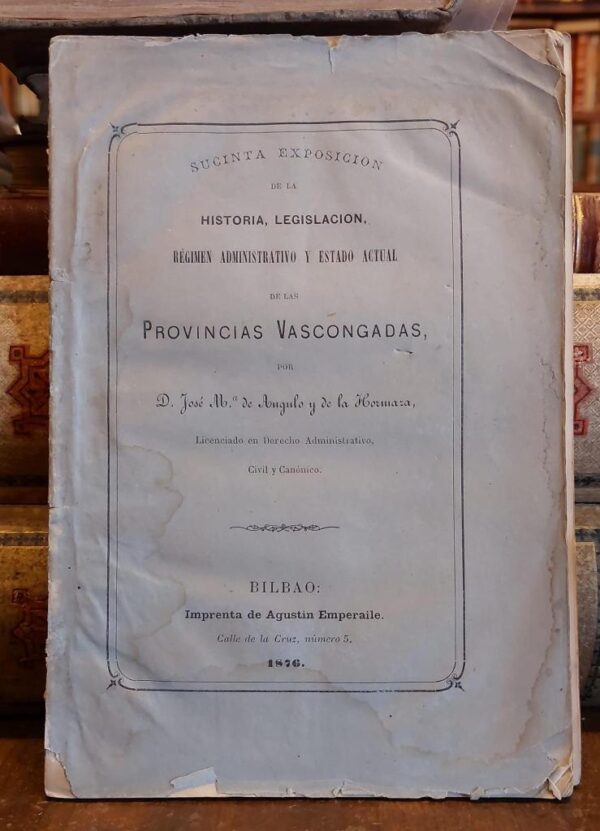 SUCINTA EXPOSICION
DE LA
HISTORIA, LEGISLACION,
RÉGIMEN ADMINISTRATIVO Y ESTADO ACTUAL
DE LAS
PROVINCIAS VASCONGADAS,
POR
D. José M.ª de Angulo y de la Hormaza,
Licenciado en Derecho Administrativo,
Civil y Canónico.
BILBAO:
Imprenta de Agustin Emperaile.
Calle de la Cruz, número 5,
1876.